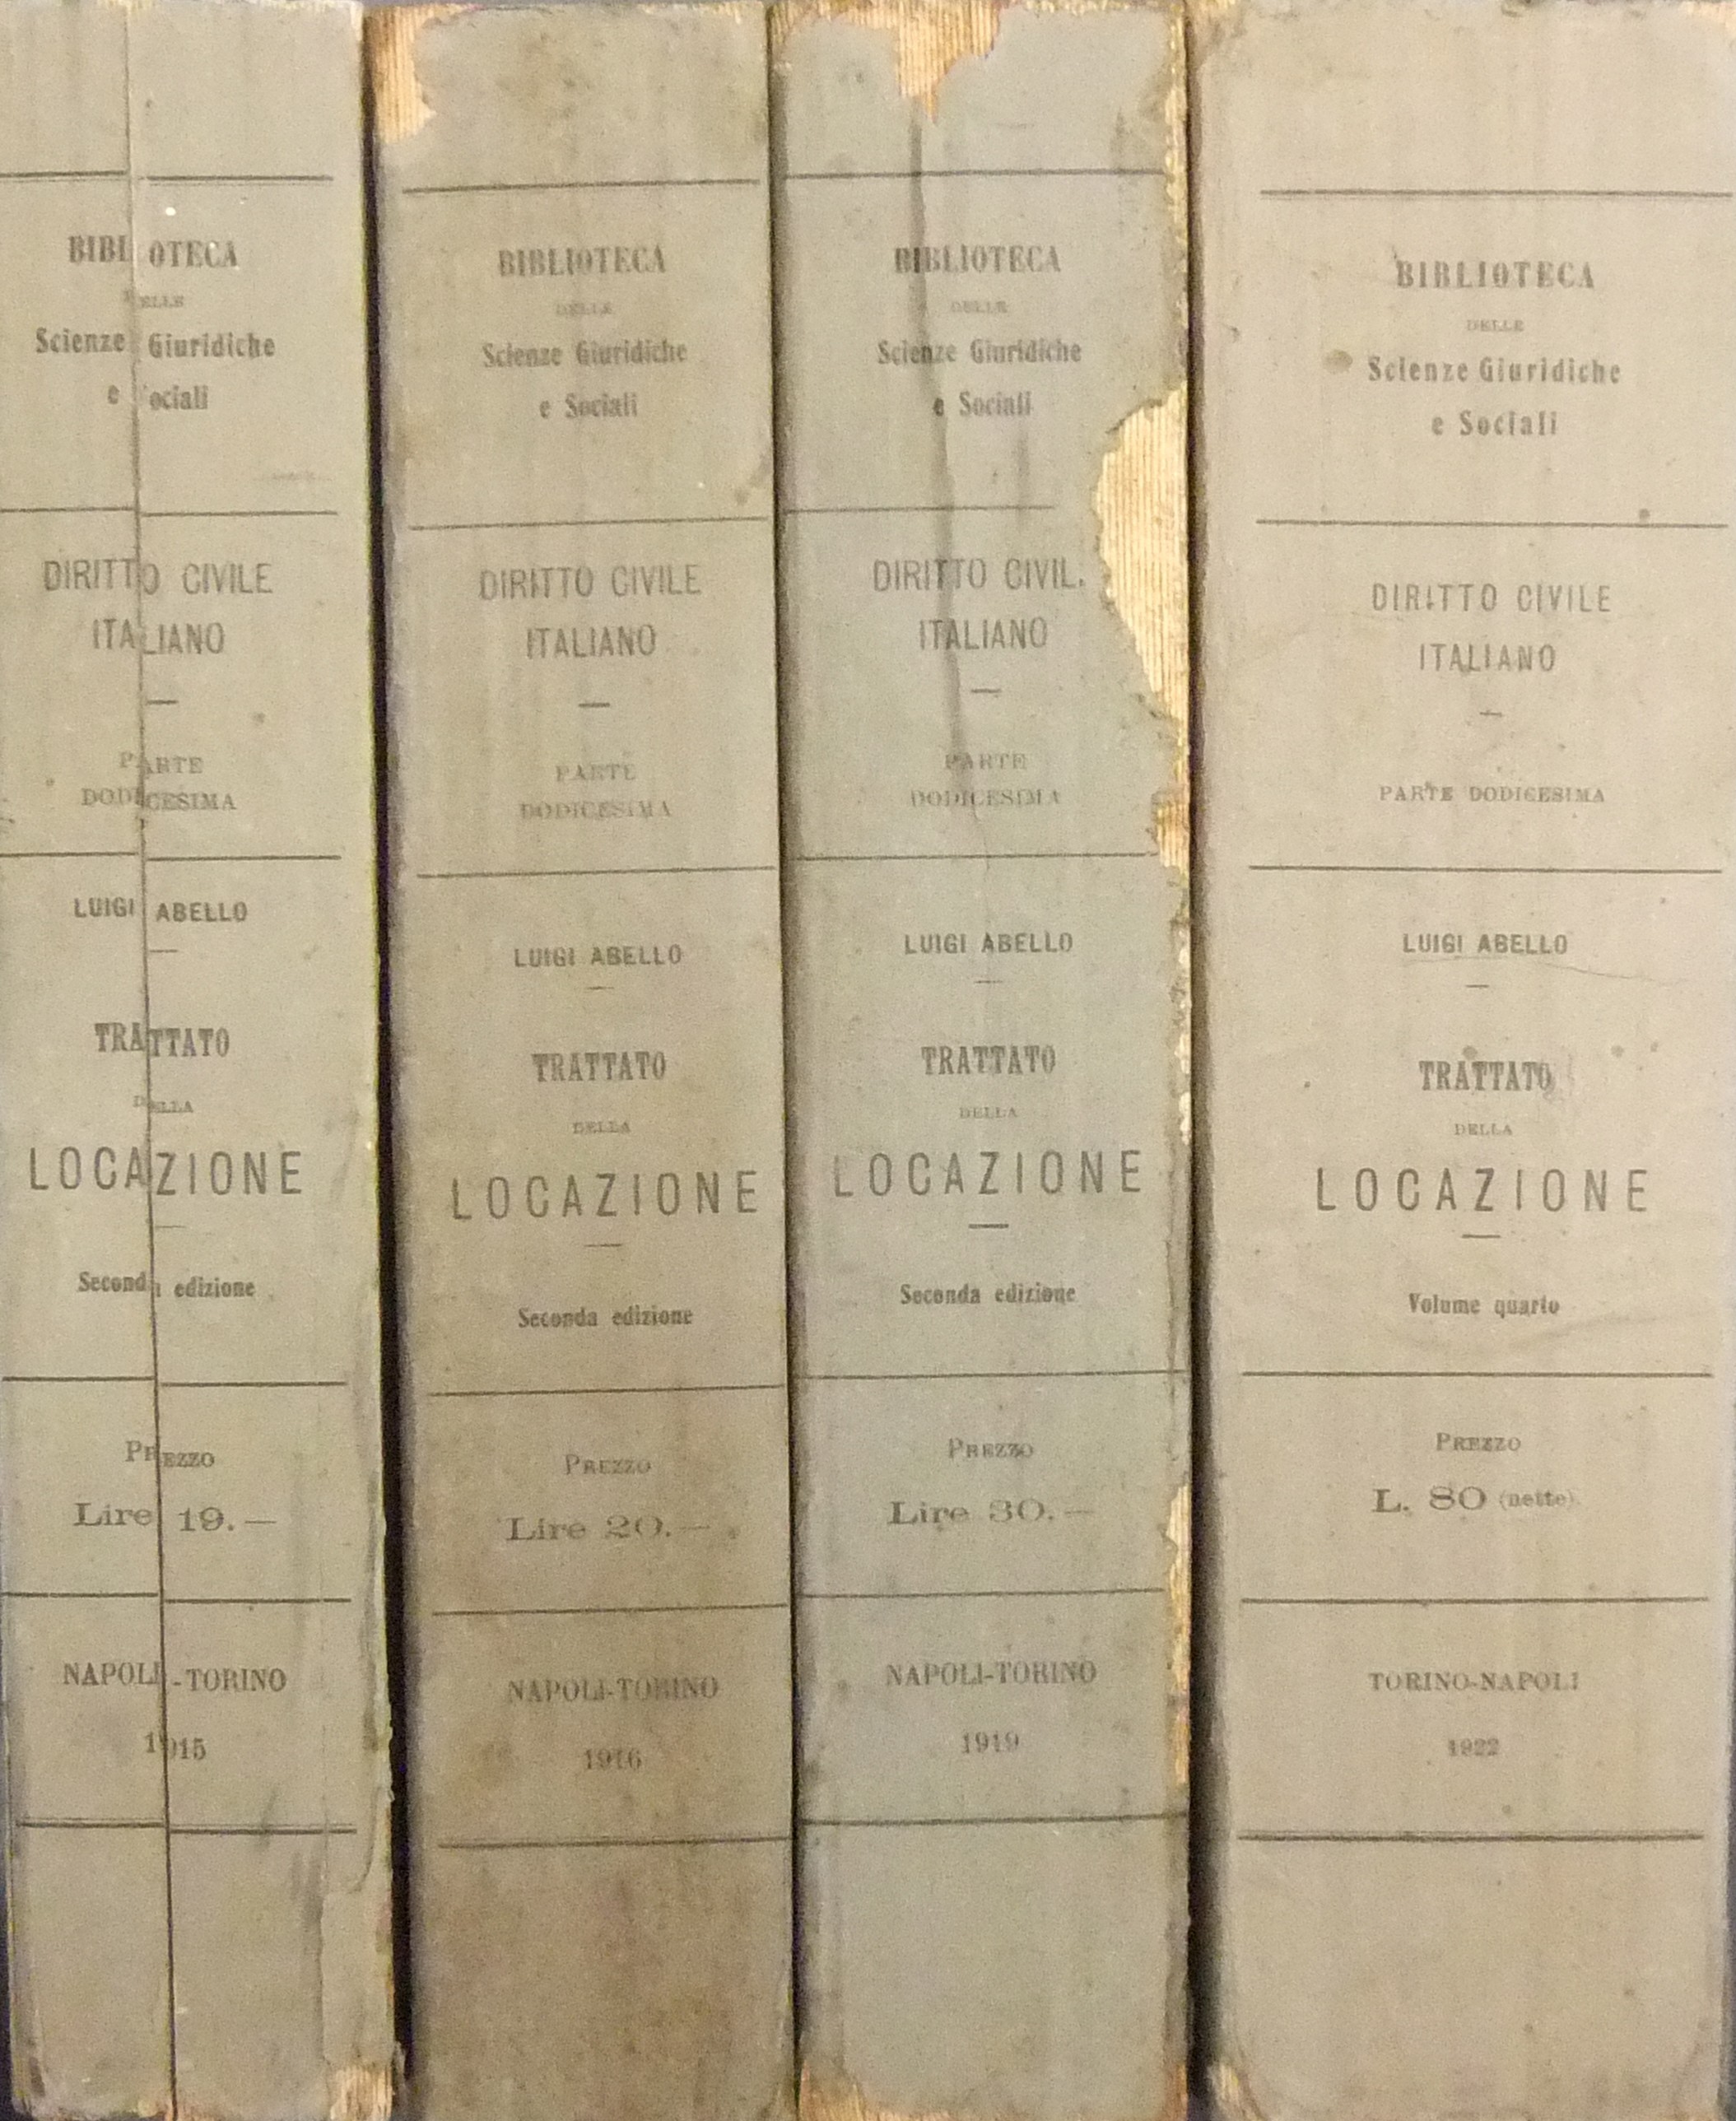 BIBLIOTECA
DELLE
Scienze Giuridiche
e Sociali
DIRITTO CIVILE
ITALIANO
PARTE
DODICESIMA
LUIGI ABELLO
TRATTATO
DELLA
LOCAZIONE
Seconda edizione
PREZZO
Lire 19.—
NAPOLI-TORINO
1915
BIBLIOTECA
DELLE
Scienze Giuridiche
e Sociali
DIRITTO CIVILE
ITALIANO
PARTE
DODICESIMA
LUIGI ABELLO
TRATTATO
DELLA
LOCAZIONE
Seconda edizione
PREZZO
Lire 20.—
NAPOLI-TORINO
1916
BIBLIOTECA
DELLE
Scienze Giuridiche
e Sociali
DIRITTO CIVIL
ITALIANO
PARTE
DODICESIMA
LUIGI ABELLO
TRATTATO
DELLA
LOCAZIONE
Seconda edizione
PREZZO
Lire 30.—
NAPOLI-TORINO
1919
BIBLIOTECA
DELLE
Scienze Giuridiche
e Sociali
DIRITTO CIVILE
ITALIANO
PARTE DODICESIMA
LUIGI ABELLO
TRATTATO
DELLA
LOCAZIONE
Volume quarto
PREZZO
L. 80 (nette)
TORINO-NAPOLI
1922